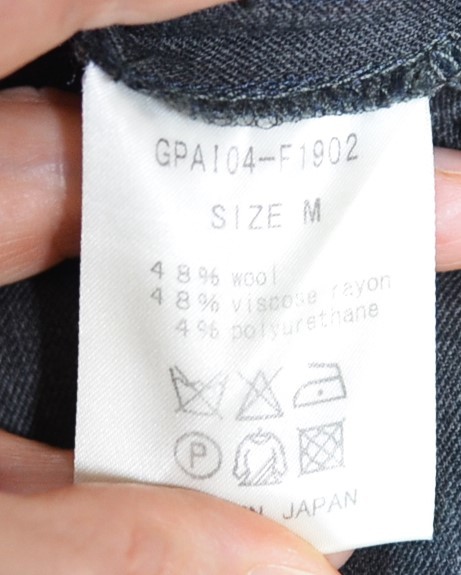 GPAI04-F1902
SIZE M
48% wool
48% viscose rayon
4% polyurethane
P
JAPAN